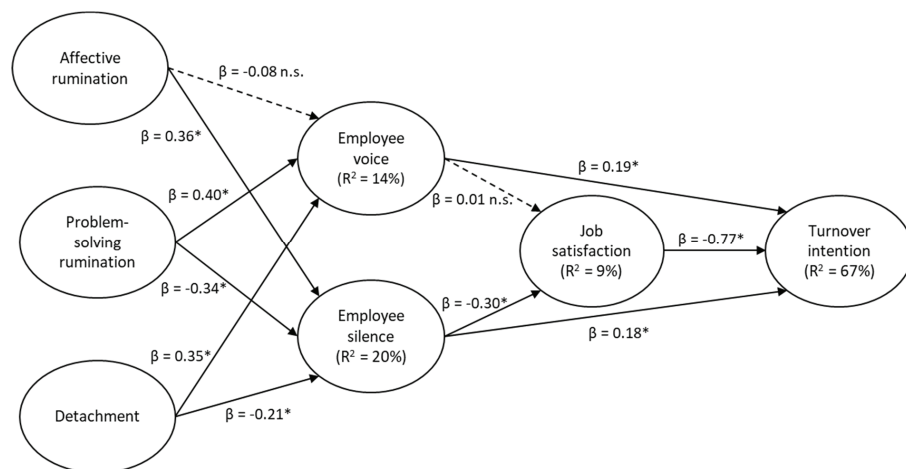 Affective
rumination
β = -0.08 n.s.
β = 0.36*
Employee
voice
(R² = 14%)
β = 0.19*
β = 0.40*
β = 0.01 n.s.
Problem-
solving
rumination
Job
satisfaction
(R² = 9%)
β = -0.77*
Turnover
intention
(R² = 67%)
β = -0.34*
β = -0.30*
Employee
silence
(R² = 20%)
β = 0.18*
β = 0.35*
Detachment
β = -0.21*